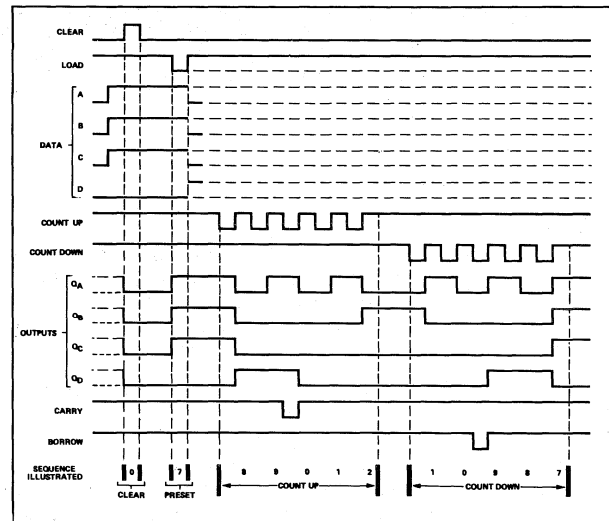 CLEAR
LOAD
A
B
DATA
C
D
COUNT UP
COUNT DOWN
QA
QB
OUTPUTS
QC
QD
CARRY
BORROW
SEQUENCE
ILLUSTRATED
0 7 8 9 0 1 2 1 0 9 8 7
CLEAR PRESET COUNT UP COUNT DOWN